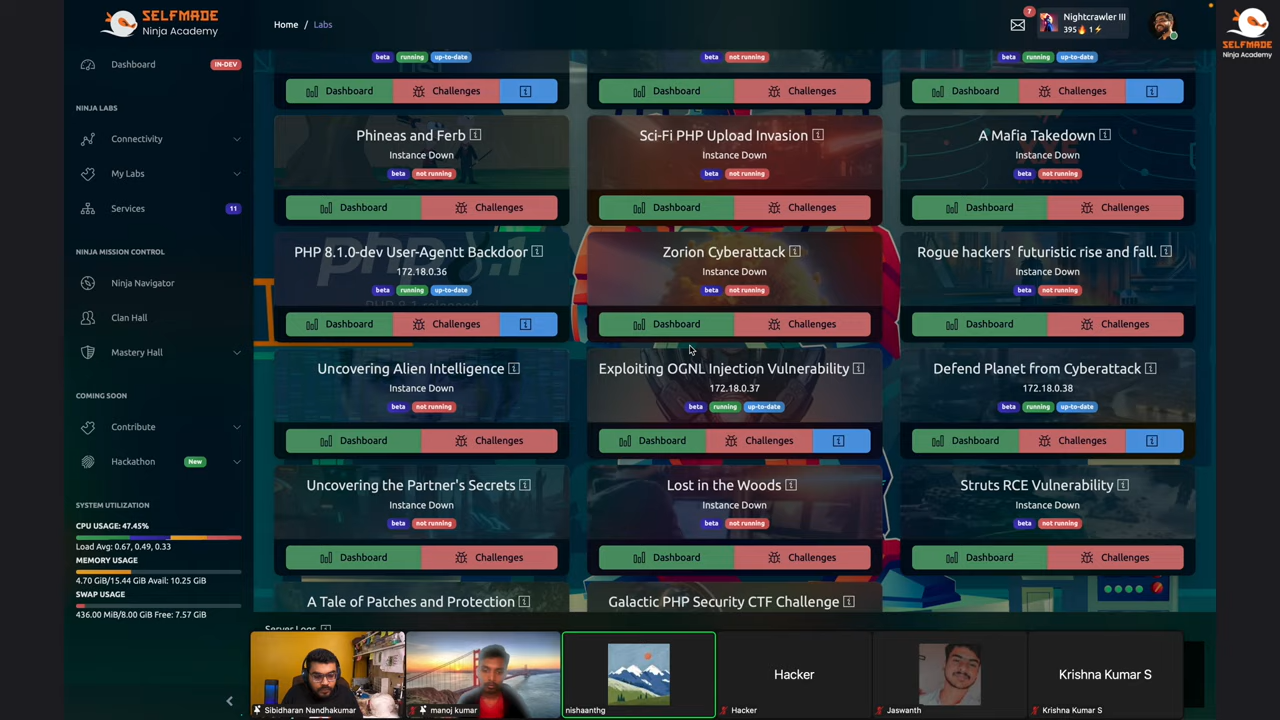 SELFMADE
Ninja Academy
Home / Labs
7
Nightcrawler III
395 1
SELFMADE
Ninja Academy
Dashboard IN-DEV
NINJA LABS
Connectivity
My Labs
Services 11
NINJA MISSION CONTROL
Ninja Navigator
Clan Hall
Mastery Hall
COMING SOON
Contribute
Hackathon New
SYSTEM UTILIZATION
CPU USAGE: 47.45%
Load Avg: 0.67, 0.49, 0.33
MEMORY USAGE
4.70 GiB/15.44 GiB Avail: 10.25 GiB
SWAP USAGE
436.00 MiB/8.00 GiB Free: 7.57 GiB
beta running up-to-date
Dashboard Challenges
beta not running
Dashboard Challenges
beta running up-to-date
Dashboard Challenges
Phineas and Ferb
Instance Down
beta not running
Dashboard Challenges
Sci-Fi PHP Upload Invasion
Instance Down
beta not running
Dashboard Challenges
A Mafia Takedown
Instance Down
beta not running
Dashboard Challenges
PHP 8.1.0-dev User-Agentt Backdoor
172.18.0.36
beta running up-to-date
Dashboard Challenges
Zorion Cyberattack
Instance Down
beta not running
Dashboard Challenges
Rogue hackers' futuristic rise and fall.
Instance Down
beta not running
Dashboard Challenges
Uncovering Alien Intelligence
Instance Down
beta not running
Dashboard Challenges
Exploiting OGNL Injection Vulnerability
172.18.0.37
beta running up-to-date
Dashboard Challenges
Defend Planet from Cyberattack
172.18.0.38
beta running up-to-date
Dashboard Challenges
Uncovering the Partner's Secrets
Instance Down
beta not running
Dashboard Challenges
Lost in the Woods
Instance Down
beta not running
Dashboard Challenges
Struts RCE Vulnerability
Instance Down
beta not running
Dashboard Challenges
A Tale of Patches and Protection
Galactic PHP Security CTF Challenge
Server Logs
Sibidharan Nandhakumar
manoj kumar
nishaanthg
Hacker
Hacker
Jaswanth
Krishna Kumar S
Krishna Kumar S